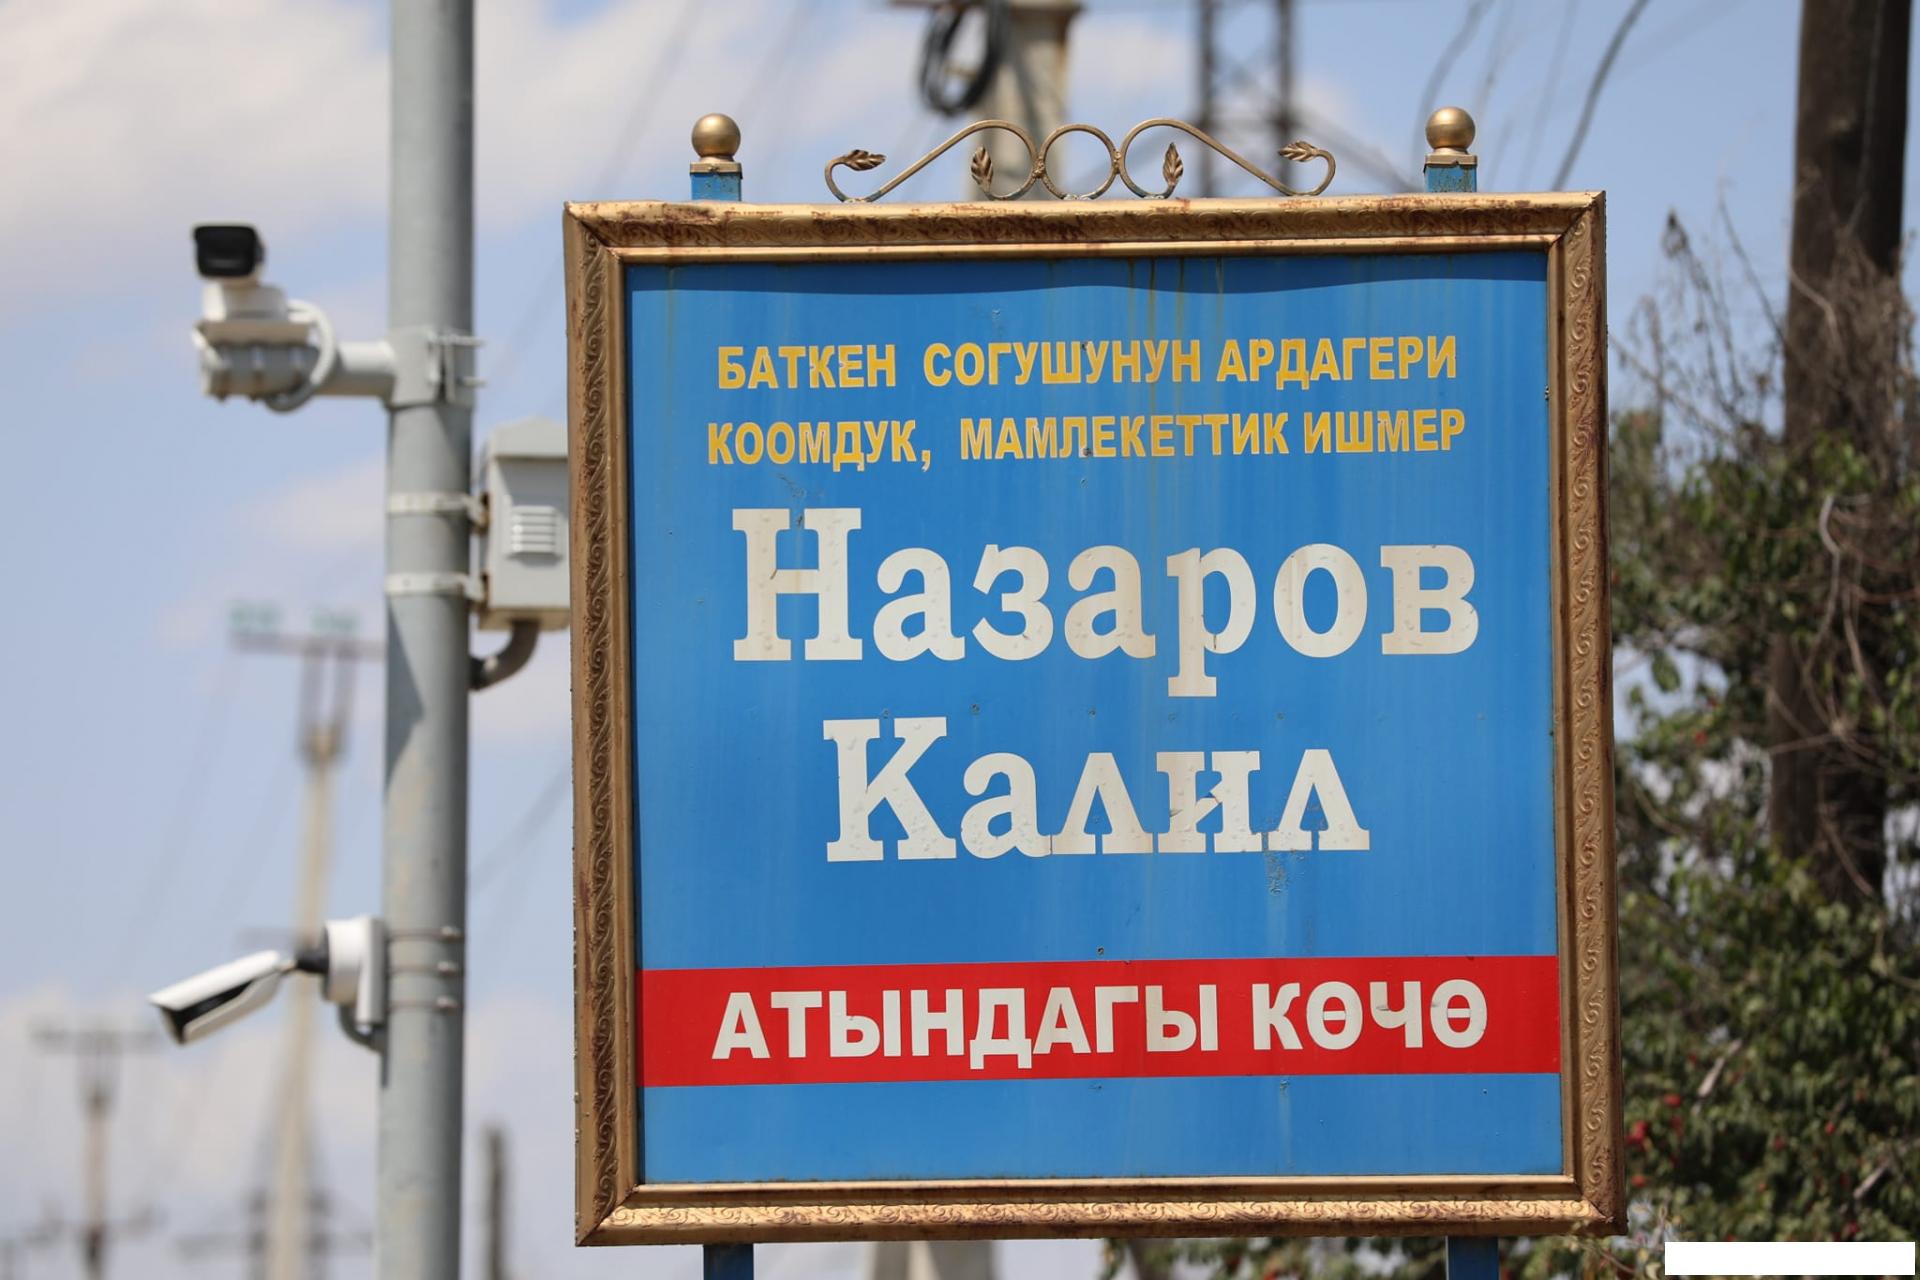 БАТКЕН СОГУШУНУН АРДАГЕРИ
КООМДУК, МАМЛЕКЕТТИК ИШМЕР
Назаров
Калил
АТЫНДАГЫ КӨЧӨ